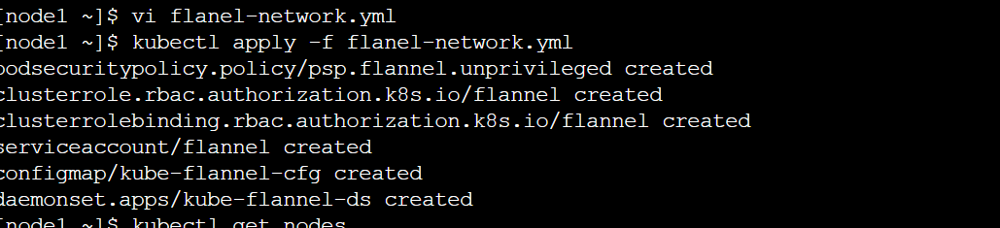 [node1 ~]$ vi flanel-network.yml
[node1 ~]$ kubectl apply -f flanel-network.yml
podsecuritypolicy.policy/psp.flannel.unprivileged created
clusterrole.rbac.authorization.k8s.io/flannel created
clusterrolebinding.rbac.authorization.k8s.io/flannel created
serviceaccount/flannel created
configmap/kube-flannel-cfg created
daemonset.apps/kube-flannel-ds created
[node1 ~]$ kubectl get nodes